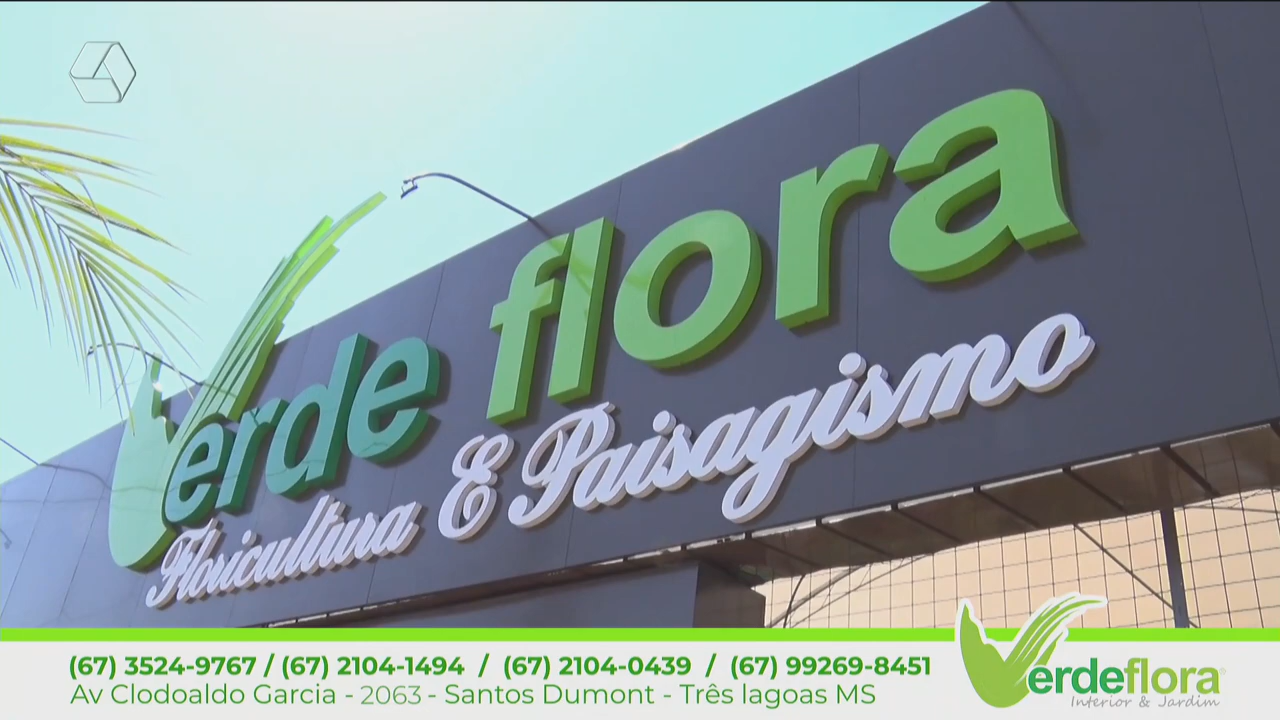 Verde flora
Floricultura E Paisagismo
(67) 3524-9767 / (67) 2104-1494 / (67) 2104-0439 / (67) 99269-8451
Av Clodoaldo Garcia - 2063 - Santos Dumont - Três lagoas MS
Verdeflora®
Interior & Jardim